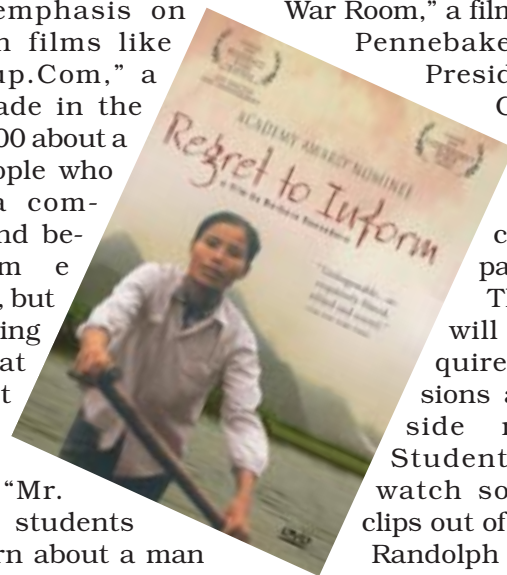 emphasis on
n films like
up.Com,” a
ade in the
00 about a
ople who
a com-
nd be-
m e
, but
ing
at
t
“Mr.
students
rn about a man
ACADEMY AWARD NOMINEE
Regret to Inform
a film by Barbara Sonneborn
DVD
War Room,” a film
Pennebake
Presid
C
c
pa
Th
will
quire
sions a
side r
Student
watch so
clips out of
Randolph